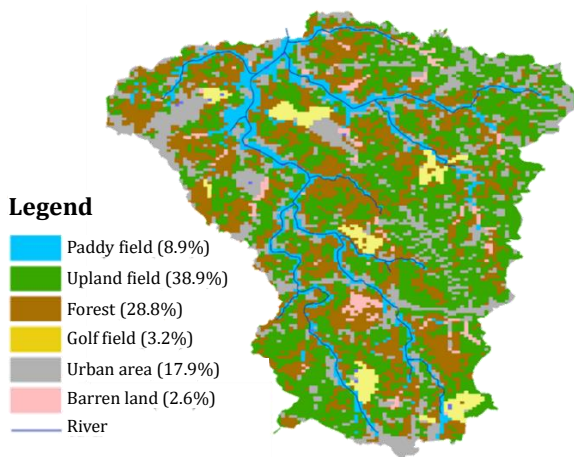 Legend
Paddy field (8.9%)
Upland field (38.9%)
Forest (28.8%)
Golf field (3.2%)
Urban area (17.9%)
Barren land (2.6%)
River